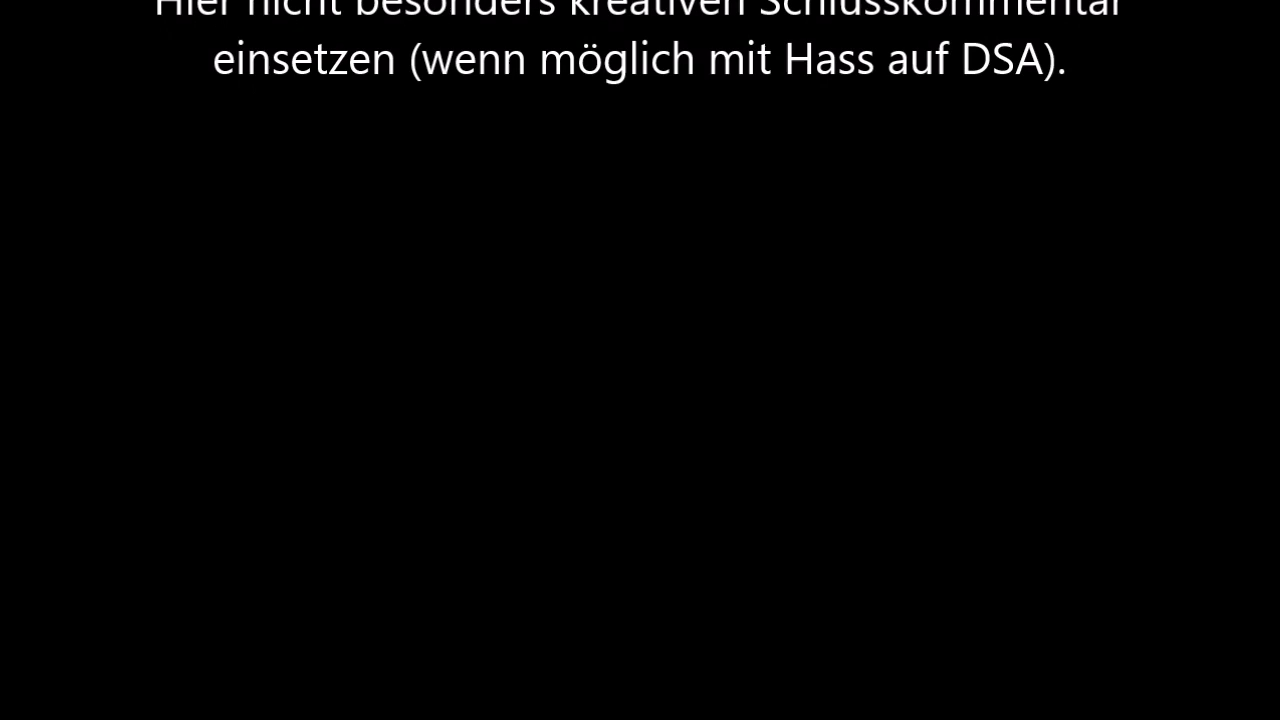 Hier nicht besonders kreativen Schlusskommentar
einsetzen (wenn möglich mit Hass auf DSA).